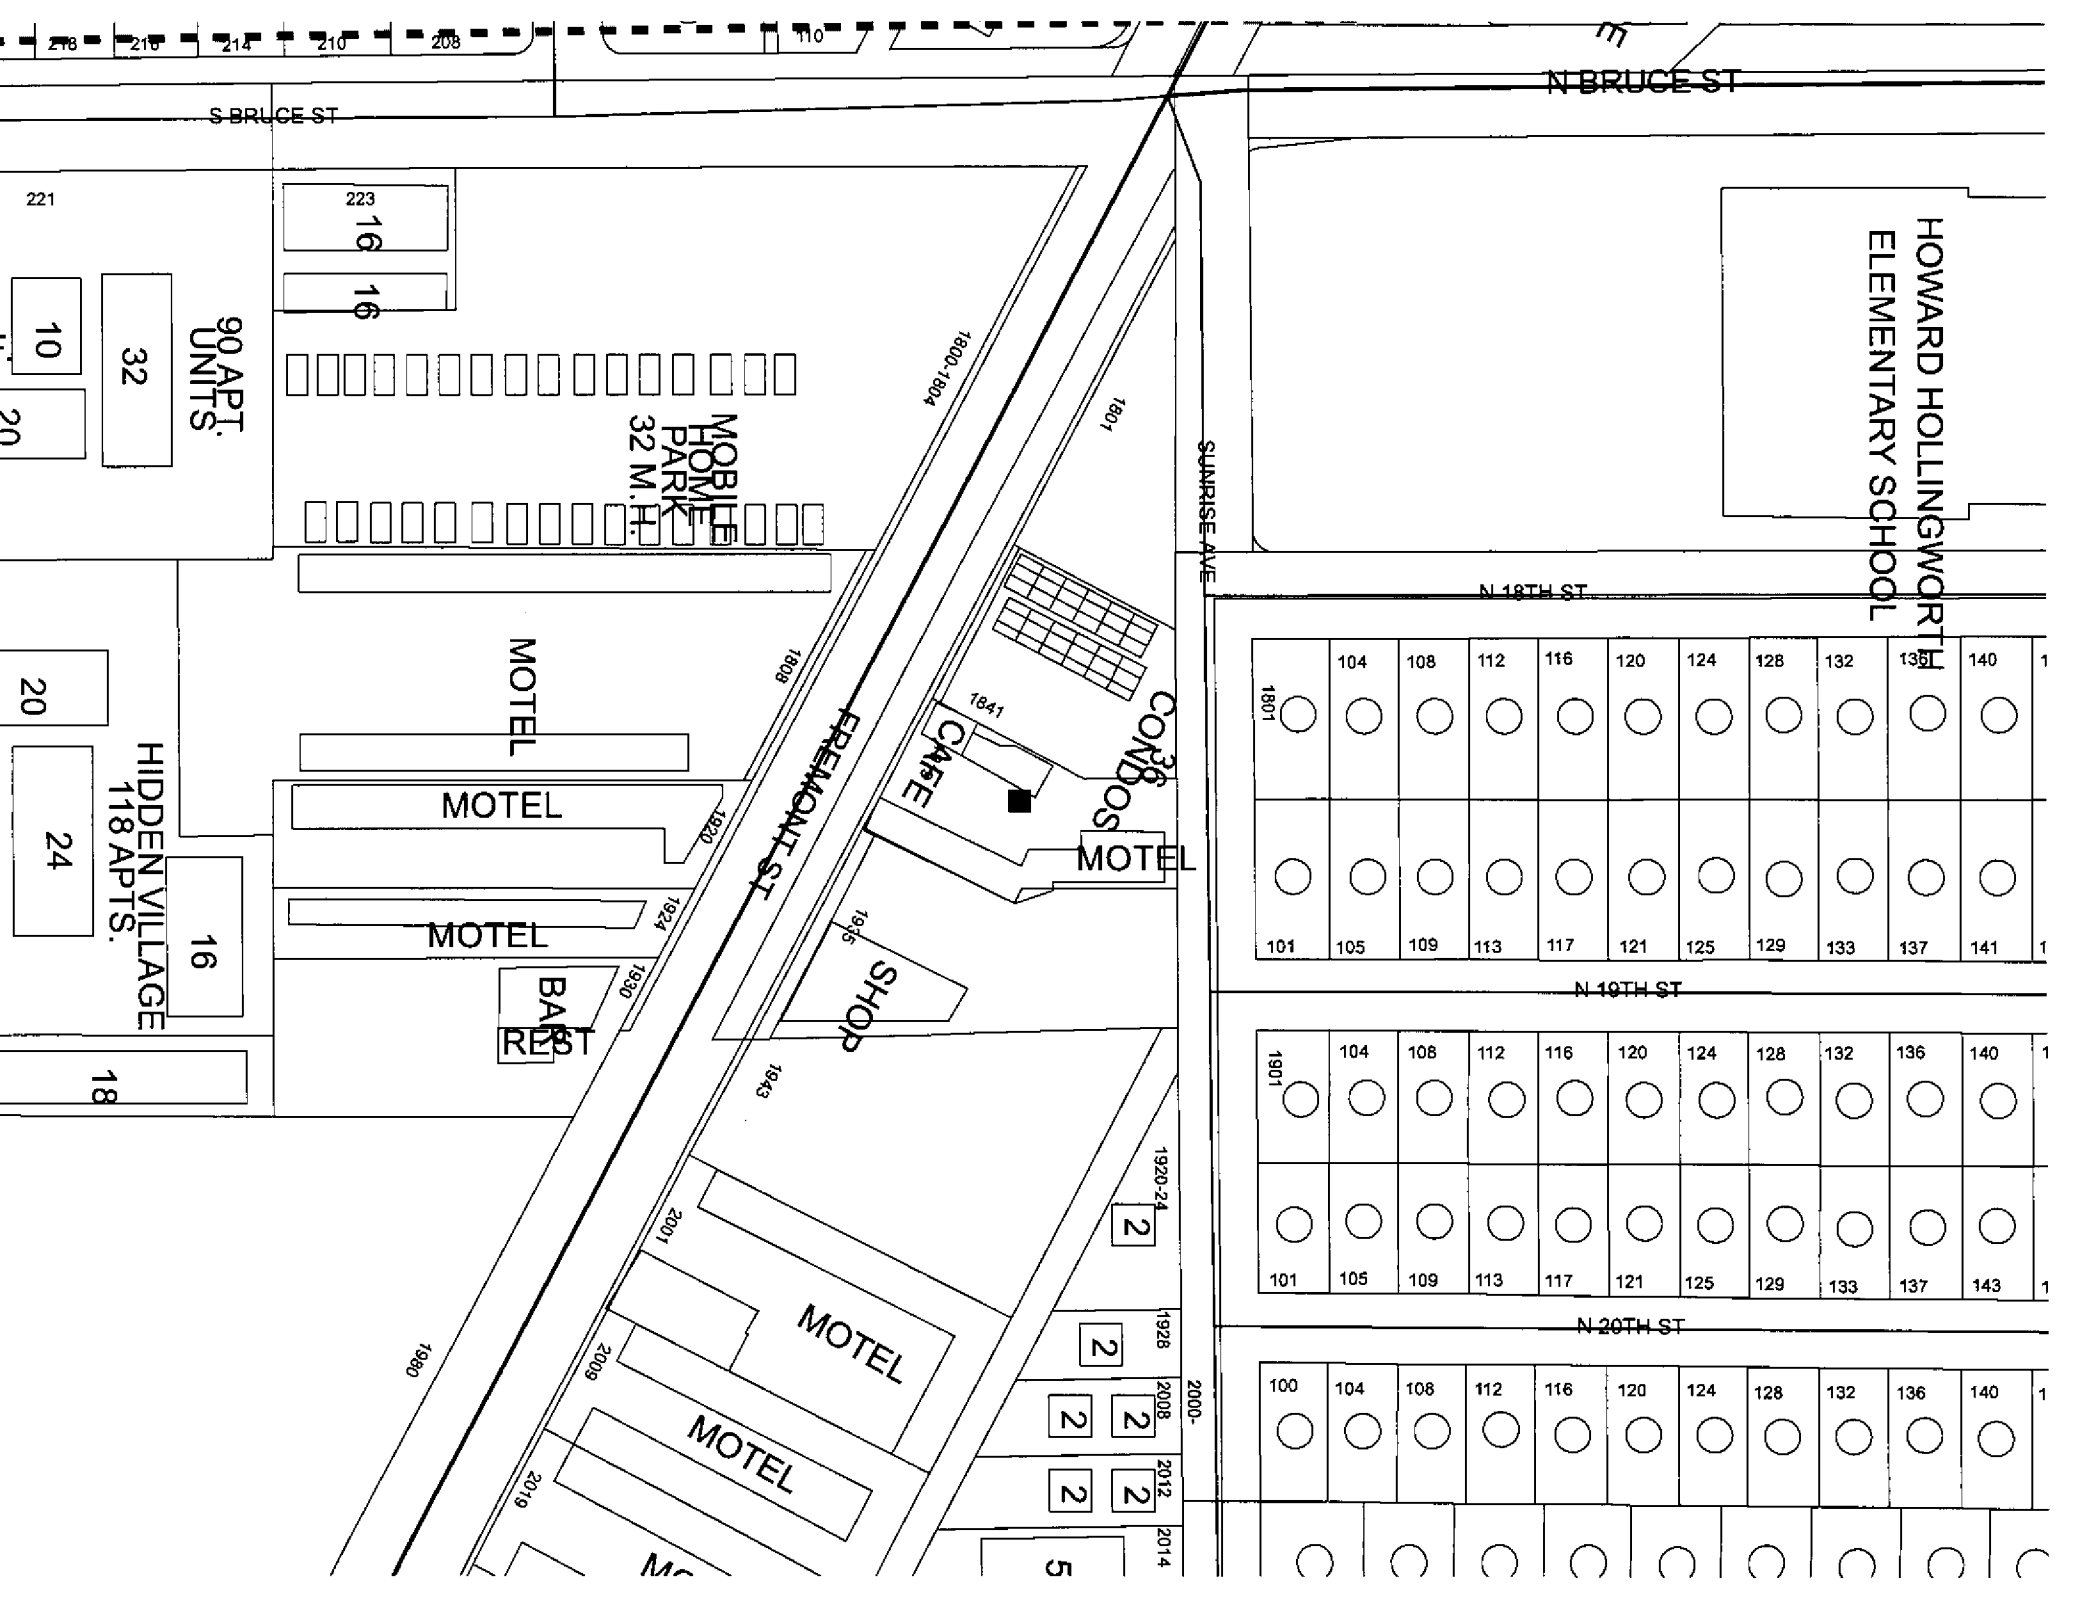 218 216 214 210 208 110
N BRUCE ST
S BRUCE ST
221
223
16
16
10
32
20
90 APT.
UNITS.
MOBILE
HOME
PARK
32 M.H.
1800-1804
1801
SUNRISE AVE
HOWARD HOLLINGWORTH
ELEMENTARY SCHOOL
N 18TH ST
MOTEL
1808
1841
CAFE
36
CONDOS
FREMONT ST
20
24
HIDDEN VILLAGE
118 APTS.
16
18
MOTEL
1920
MOTEL
1924
MOTEL
BAR
REST
1930
1935
SHOP
1943
1801
104 108 112 116 120 124 128 132 136 140
101 105 109 113 117 121 125 129 133 137 141
N 19TH ST
1901
104 108 112 116 120 124 128 132 136 140
101 105 109 113 117 121 125 129 133 137 143
N 20TH ST
100 104 108 112 116 120 124 128 132 136 140
1920-24
2
1928
2
2008
2 2
2000-
2012
2 2
2014
5
2001
MOTEL
2009
MOTEL
2019
1980